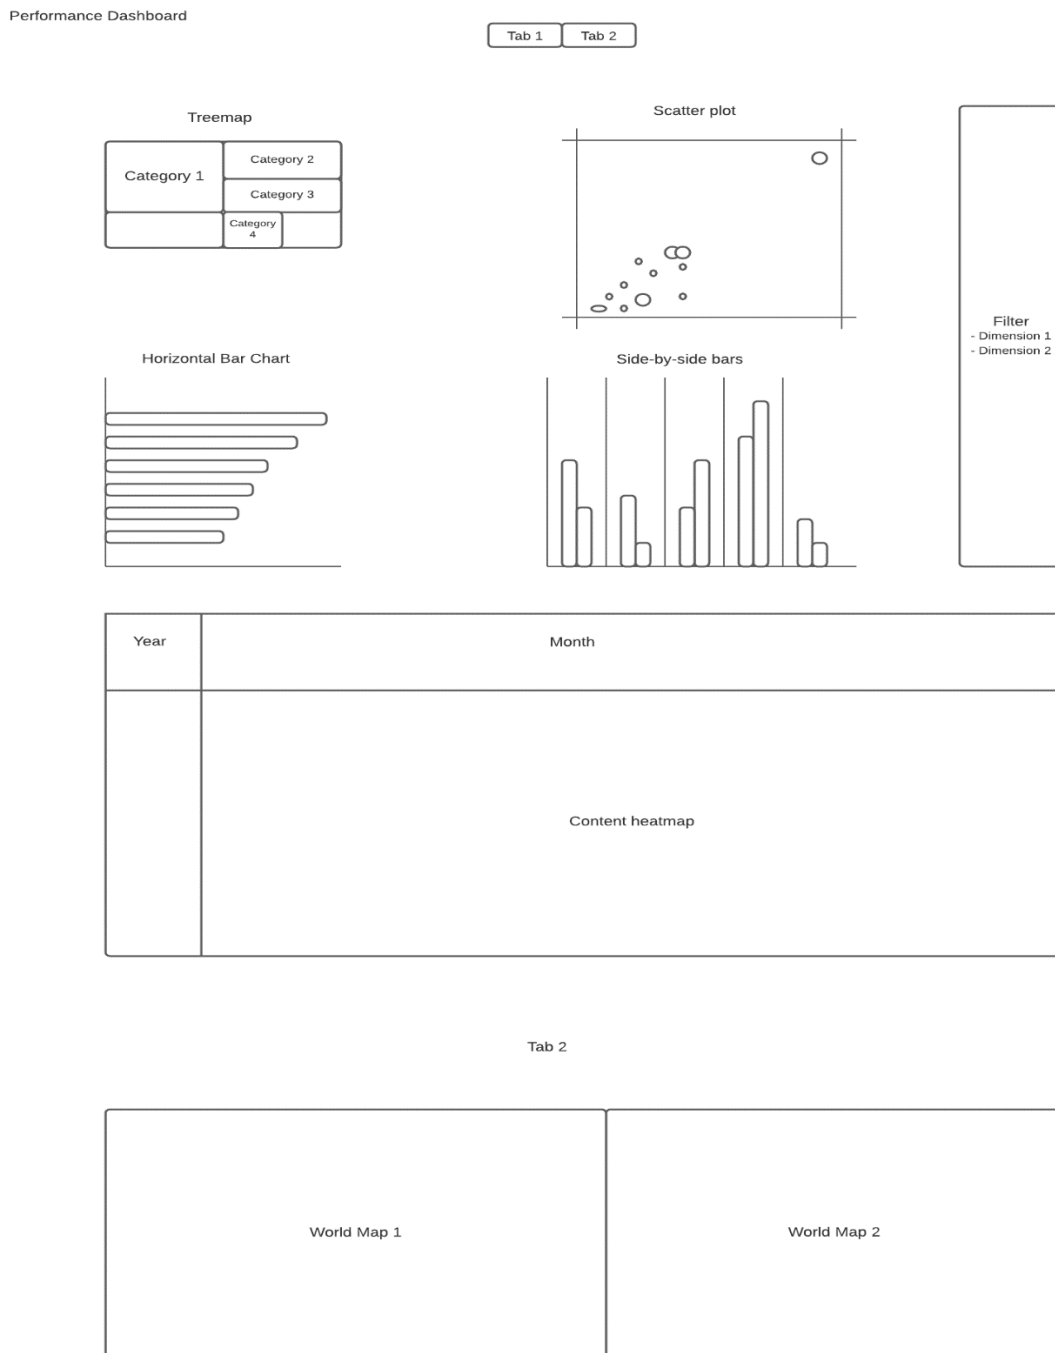 Performance Dashboard
Tab 1
Tab 2
Treemap
Category 1
Category 2
Category 3
Category
4
Scatter plot
Filter
- Dimension 1
- Dimension 2
Horizontal Bar Chart
Side-by-side bars
Year
Month
Content heatmap
Tab 2
World Map 1
World Map 2